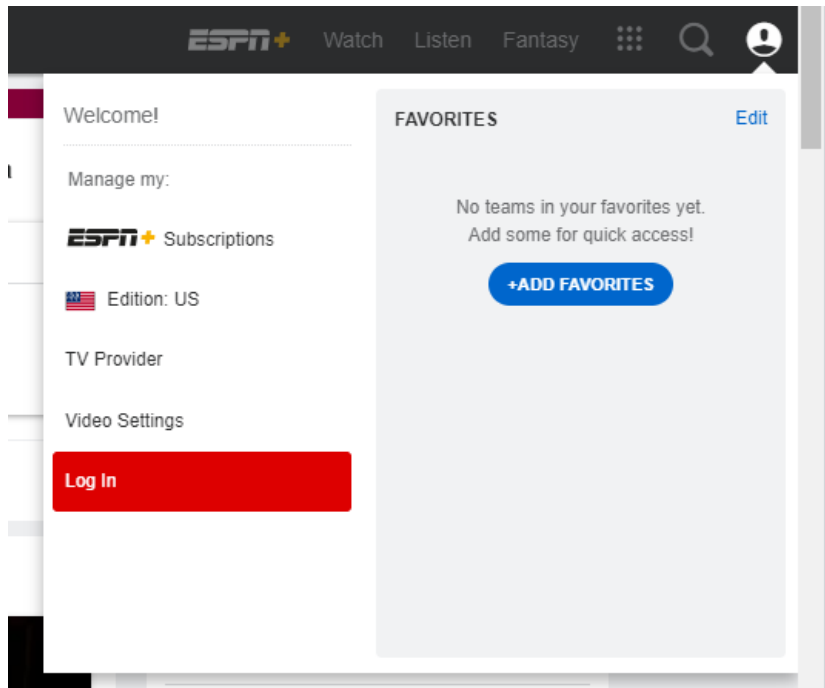 ESPN+ Watch Listen Fantasy
Welcome!
Manage my:
ESPN+ Subscriptions
Edition: US
TV Provider
Video Settings
Log In
FAVORITES Edit
No teams in your favorites yet.
Add some for quick access!
+ADD FAVORITES